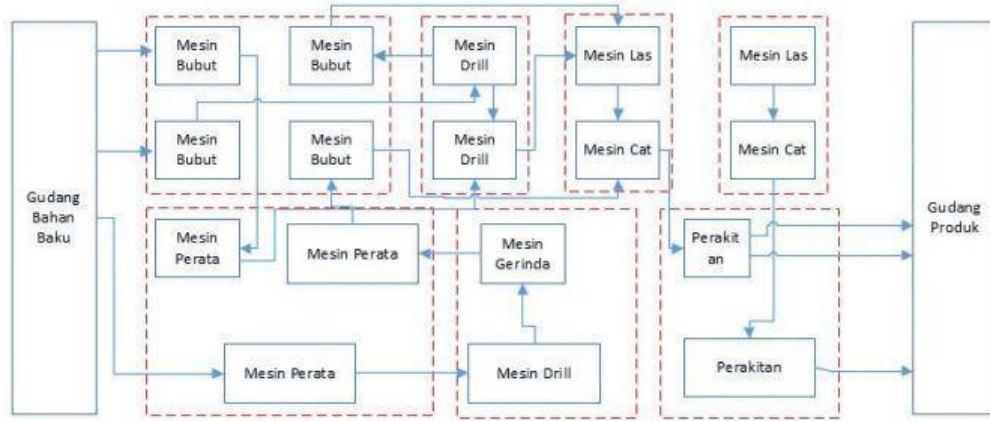 Mesin
Bubut
Mesin
Bubut
Mesin
Drill
Mesin Las
Mesin Las
Mesin
Bubut
Mesin
Bubut
Mesin
Drill
Mesin Cat
Mesin Cat
Gudang
Bahan
Baku
Gudang
Produk
Mesin
Perata
Mesin Perata
Mesin
Gerinda
Perakit
an
Mesin Perata
Mesin Drill
Perakitan